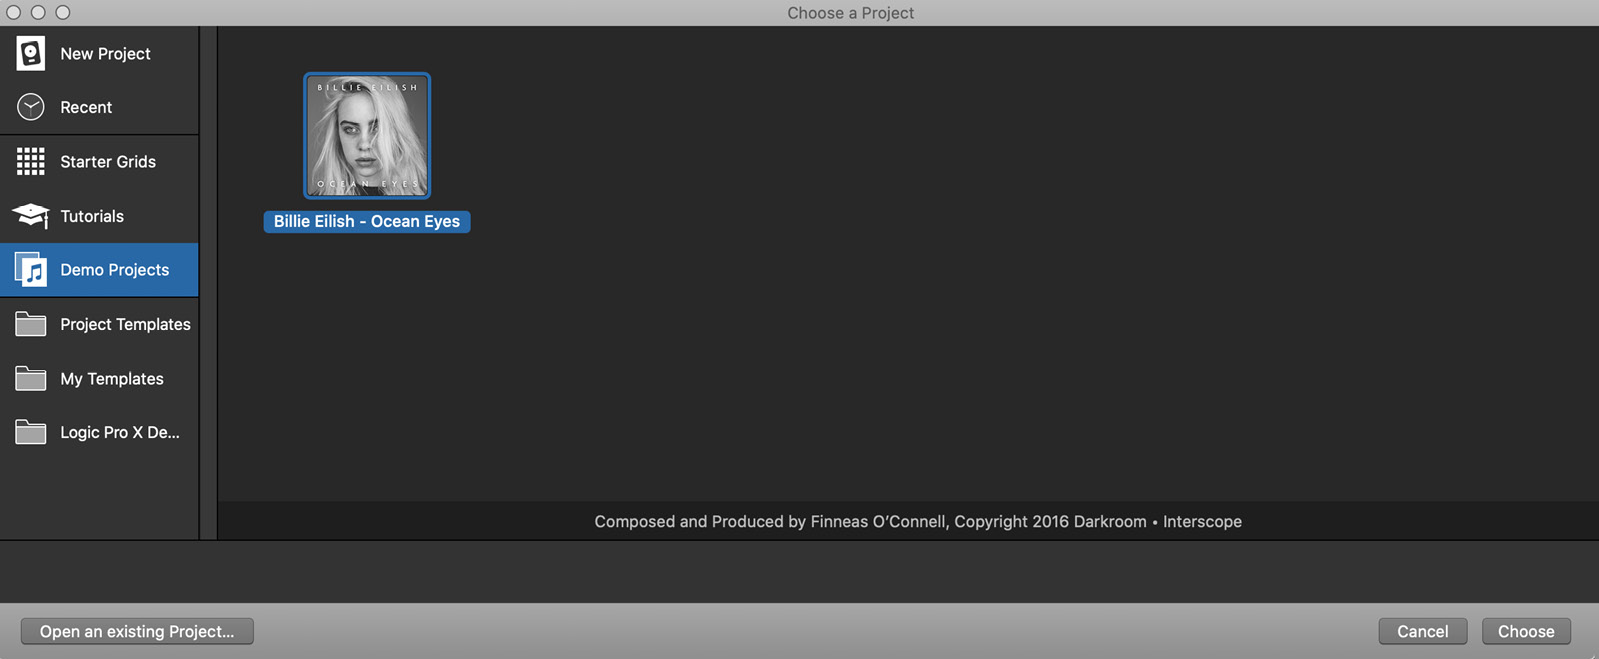 Choose a Project
New Project
Recent
Starter Grids
Tutorials
Demo Projects
Project Templates
My Templates
Logic Pro X De...
BILLIE EILISH
OCEAN EYES
Billie Eilish - Ocean Eyes
Composed and Produced by Finneas O’Connell, Copyright 2016 Darkroom • Interscope
Open an existing Project...
Cancel
Choose